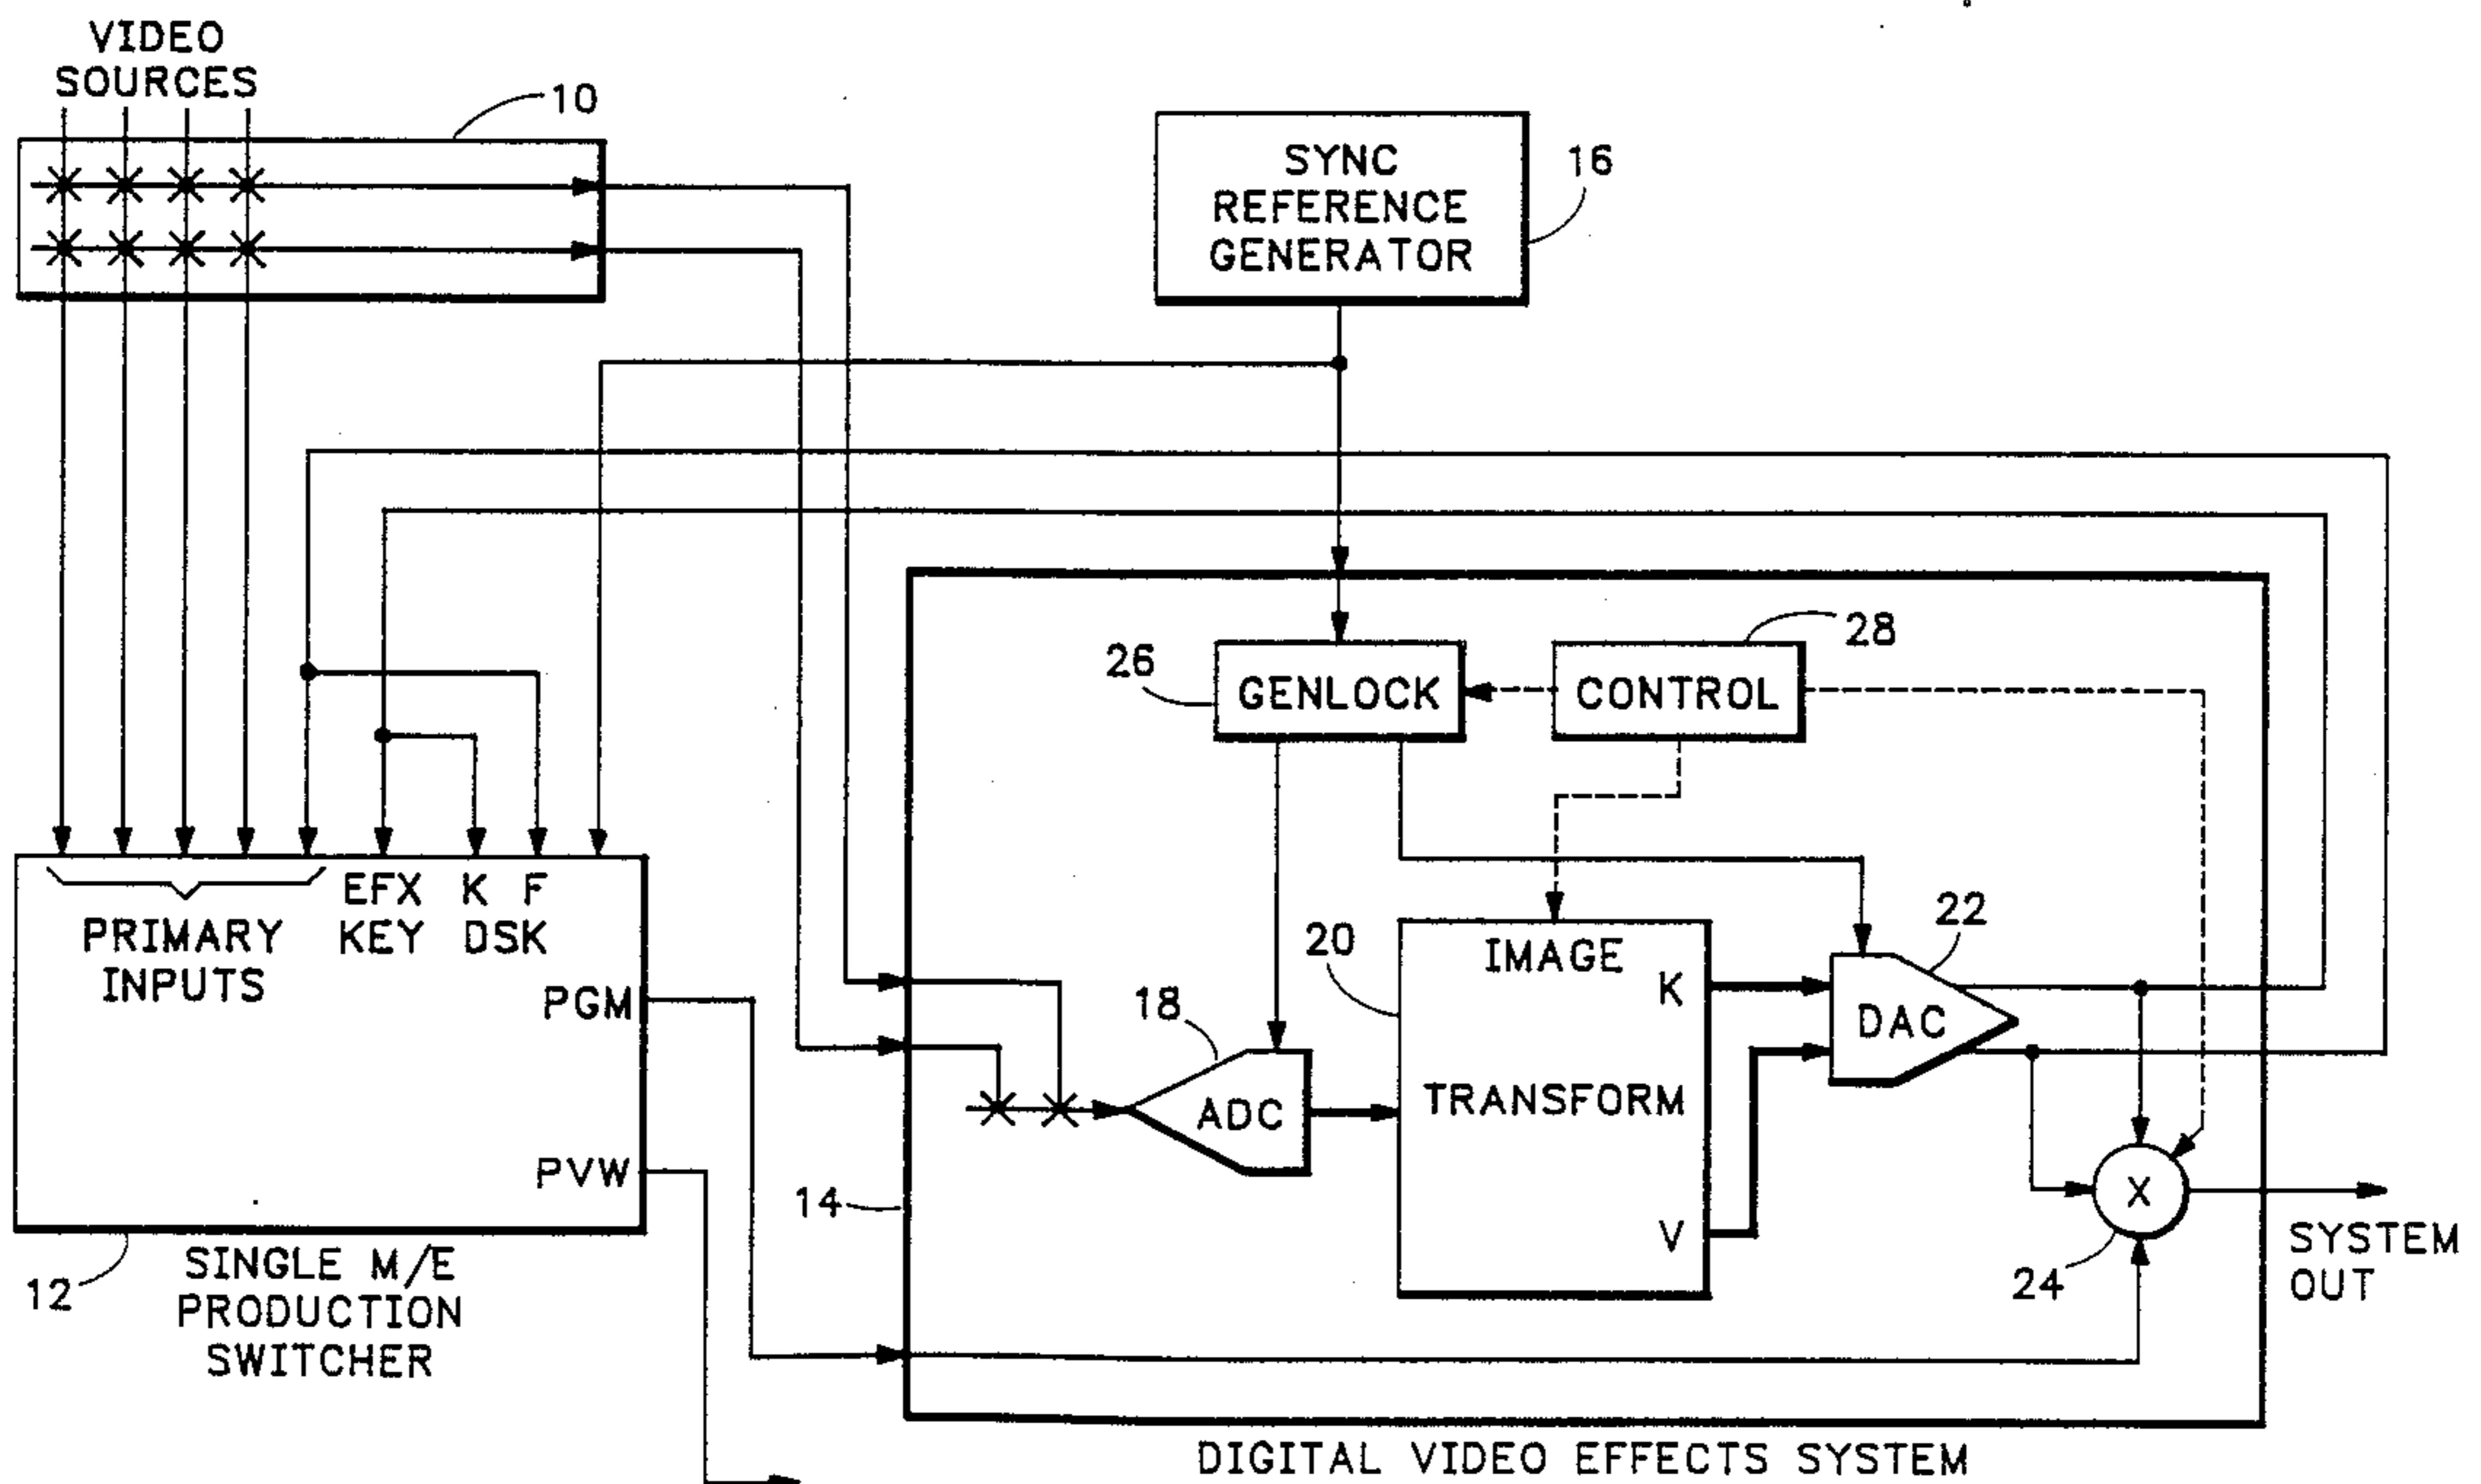 VIDEO
SOURCES
10
SYNC
REFERENCE
GENERATOR
16
26
GENLOCK
CONTROL
28
EFX K F
KEY DSK
PRIMARY
INPUTS
PGM
PVW
12
SINGLE M/E
PRODUCTION
SWITCHER
14
18
ADC
20
IMAGE
TRANSFORM
K
V
22
DAC
X
24
SYSTEM
OUT
DIGITAL VIDEO EFFECTS SYSTEM